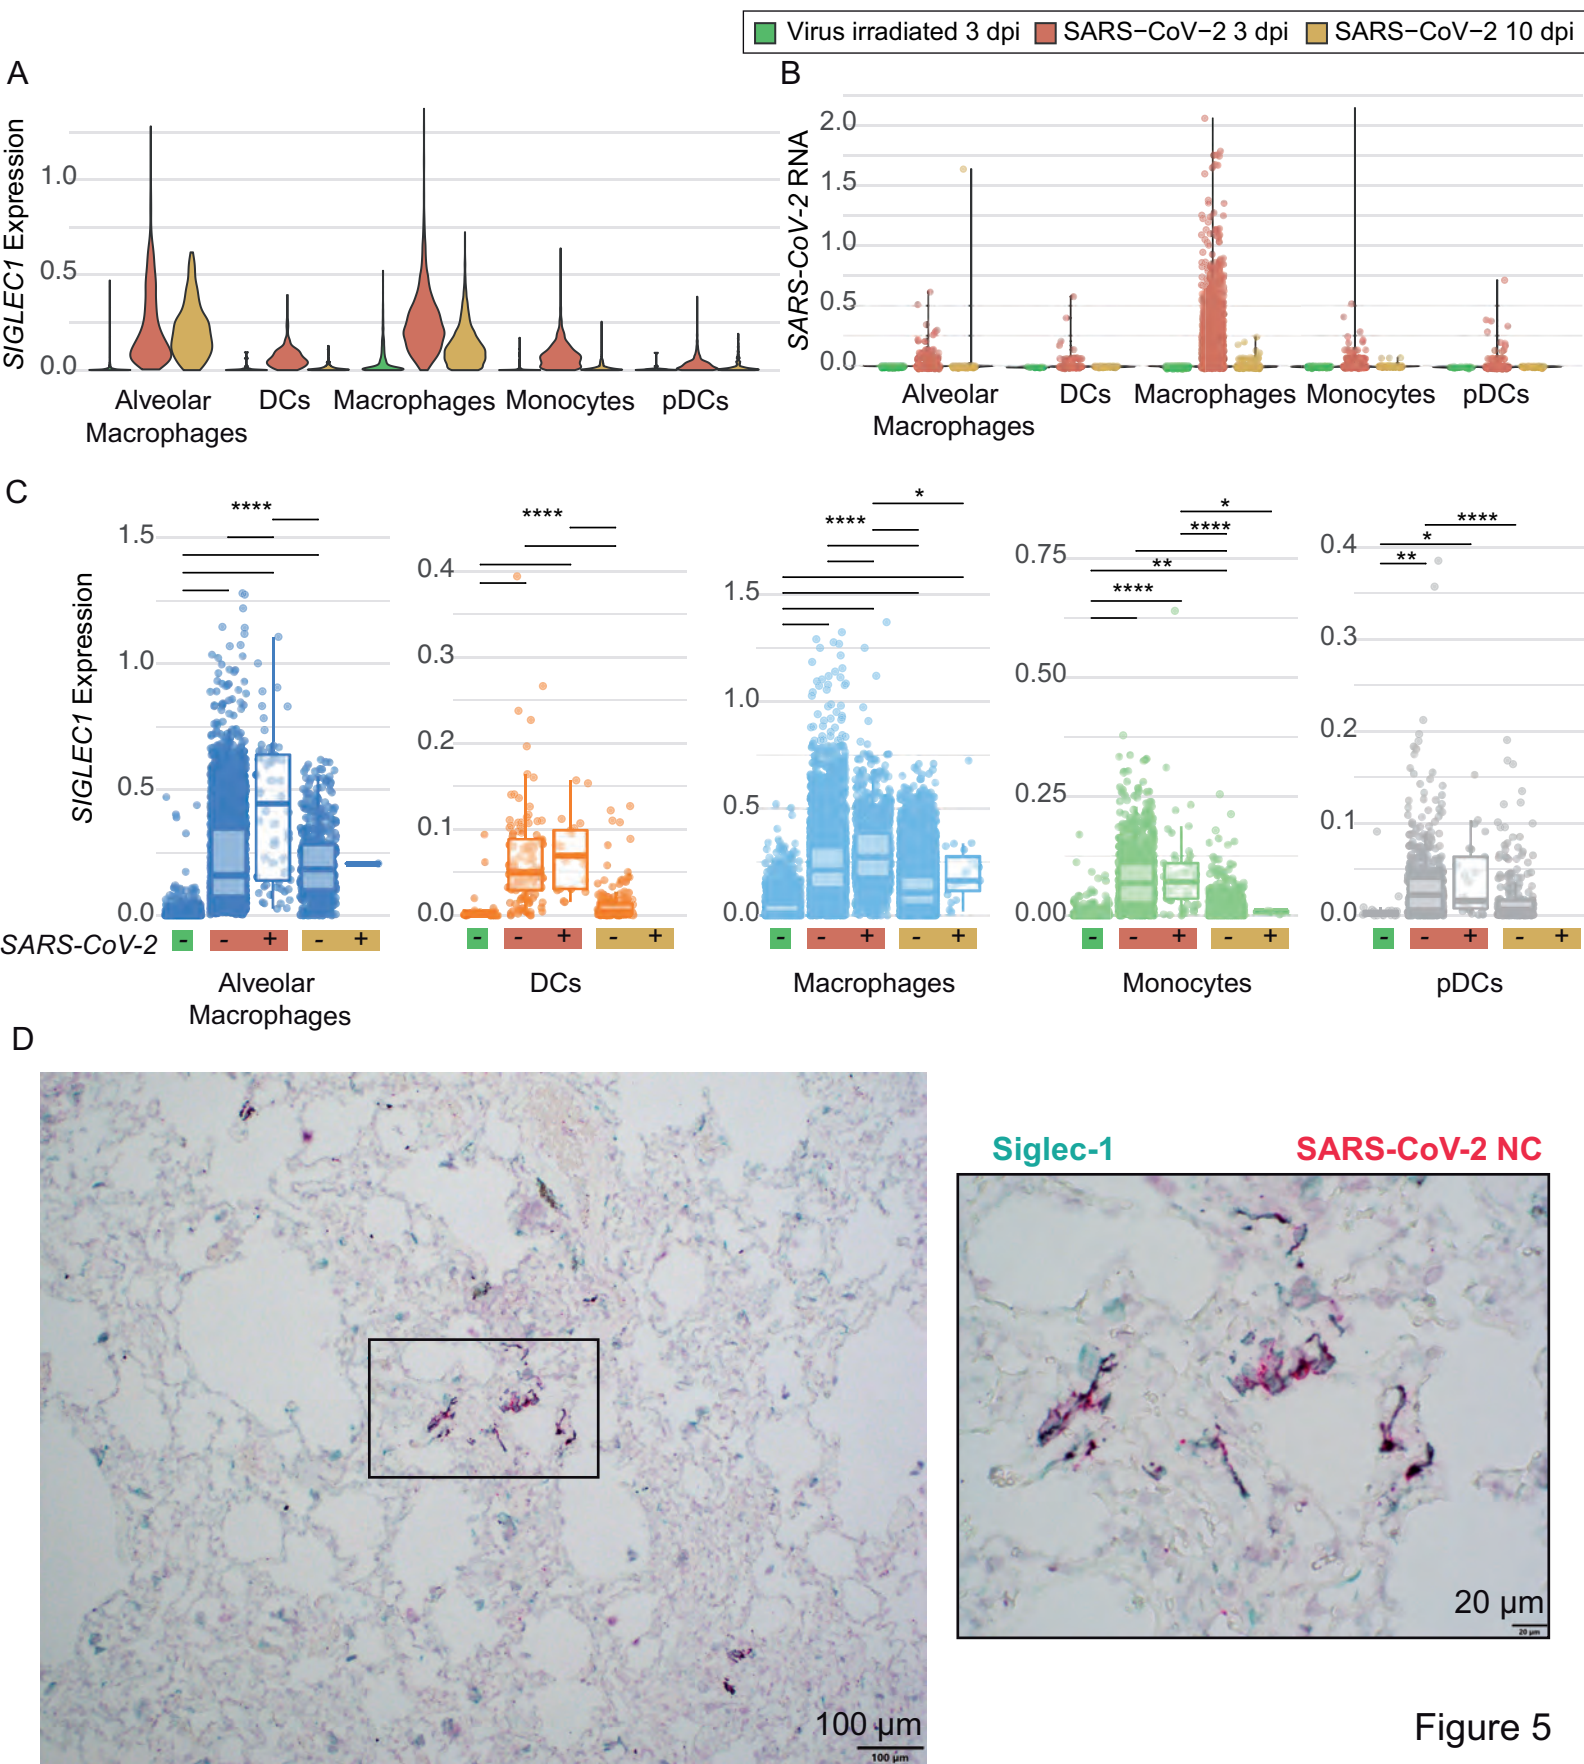 Virus irradiated 3 dpi SARS−CoV−2 3 dpi SARS−CoV−2 10 dpi
A
SIGLEC1 Expression
1.0
0.5
0.0
Alveolar Macrophages DCs Macrophages Monocytes pDCs
B
SARS-CoV-2 RNA
2.0
1.5
1.0
0.5
0.0
Alveolar Macrophages DCs Macrophages Monocytes pDCs
C
SIGLEC1 Expression
****
1.5
1.0
0.5
0.0
****
0.4
0.3
0.2
0.1
0.0
*
****
1.5
1.0
0.5
0.0
*
****
**
****
0.75
0.50
0.25
0.00
****
*
**
0.4
0.3
0.2
0.1
0.0
SARS-CoV-2 - - + - + - - + - + - - + - + - - + - + - - + - +
Alveolar Macrophages DCs Macrophages Monocytes pDCs
D
Siglec-1 SARS-CoV-2 NC
20 µm
20 µm
100 µm
100 µm
Figure 5